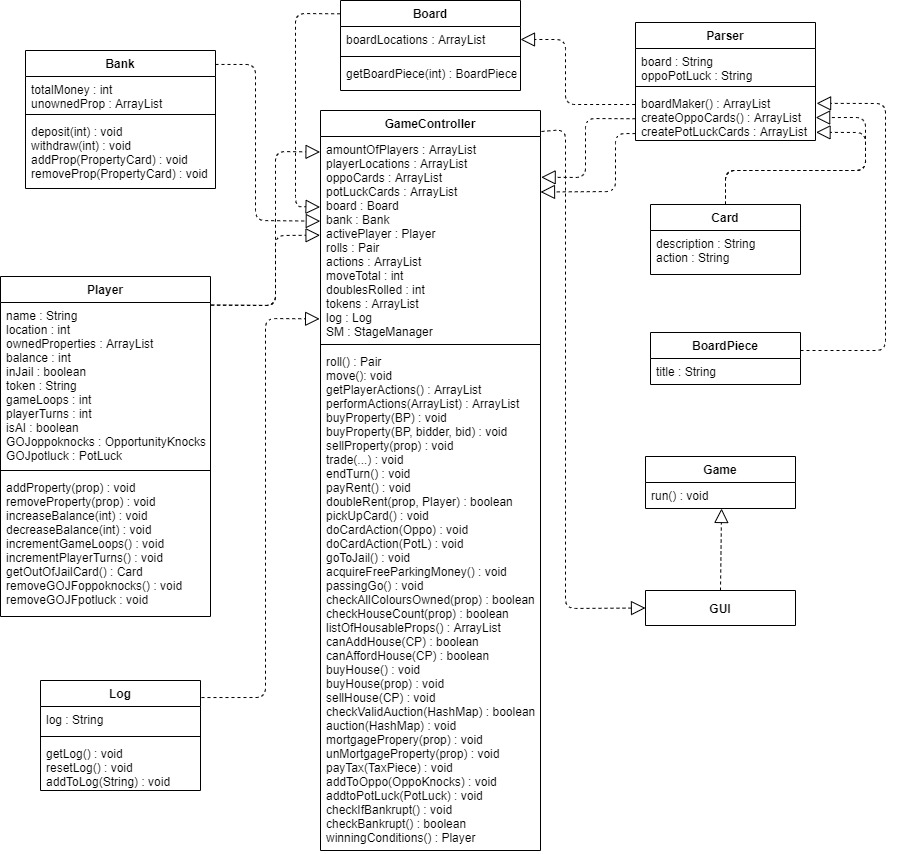 Board
boardLocations : ArrayList
getBoardPiece(int) : BoardPiece
Parser
board : String
oppoPotLuck : String
boardMaker() : ArrayList
createOppoCards() : ArrayList
createPotLuckCards : ArrayList
Bank
totalMoney : int
unownedProp : ArrayList
deposit(int) : void
withdraw(int) : void
addProp(PropertyCard) : void
removeProp(PropertyCard) : void
GameController
amountOfPlayers : ArrayList
playerLocations : ArrayList
oppoCards : ArrayList
potLuckCards : ArrayList
board : Board
bank : Bank
activePlayer : Player
rolls : Pair
actions : ArrayList
moveTotal : int
doublesRolled : int
tokens : ArrayList
log : Log
SM : StageManager
roll() : Pair
move(): void
getPlayerActions() : ArrayList
performActions(ArrayList) : ArrayList
buyProperty(BP) : void
buyProperty(BP, bidder, bid) : void
sellProperty(prop) : void
trade(...) : void
endTurn() : void
payRent() : void
doubleRent(prop, Player) : boolean
pickUpCard() : void
doCardAction(Oppo) : void
doCardAction(PotL) : void
goToJail() : void
acquireFreeParkingMoney() : void
passingGo() : void
checkAllColoursOwned(prop) : boolean
checkHouseCount(prop) : boolean
listOfHousableProps() : ArrayList
canAddHouse(CP) : boolean
canAffordHouse(CP) : boolean
buyHouse() : void
buyHouse(prop) : void
sellHouse(CP) : void
checkValidAuction(HashMap) : boolean
auction(HashMap) : void
mortgagePropery(prop) : void
unMortgageProperty(prop) : void
payTax(TaxPiece) : void
addToOppo(OppoKnocks) : void
addtoPotLuck(PotLuck) : void
checkIfBankrupt() : void
checkBankrupt() : boolean
winningConditions() : Player
Card
description : String
action : String
Player
name : String
location : int
ownedProperties : ArrayList
balance : int
inJail : boolean
token : String
gameLoops : int
playerTurns : int
isAI : boolean
GOJoppoknocks : OpportunityKnocks
GOJpotluck : PotLuck
addProperty(prop) : void
removeProperty(prop) : void
increaseBalance(int) : void
decreaseBalance(int) : void
incrementGameLoops() : void
incrementPlayerTurns() : void
getOutOfJailCard() : Card
removeGOJFoppoknocks() : void
removeGOJFpotluck : void
BoardPiece
title : String
Game
run() : void
GUI
Log
log : String
getLog() : void
resetLog() : void
addToLog(String) : void